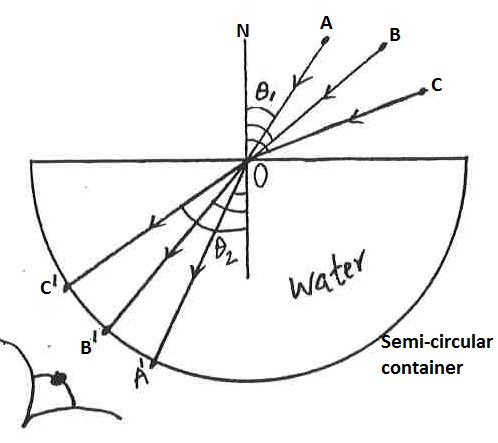 N
A
B
C
θ1
O
θ2
Water
C'
B'
A'
Semi-circular
container